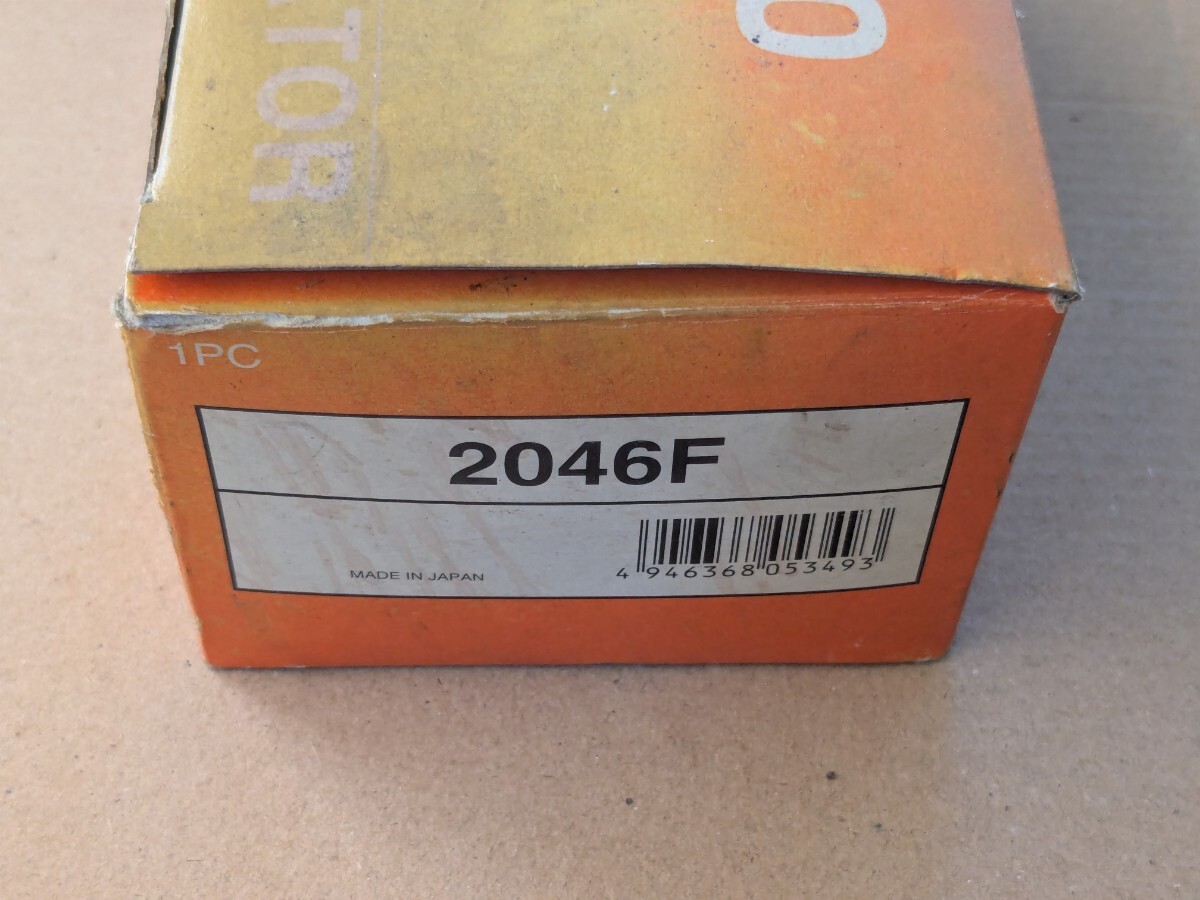 TOR
O
1PC
2046F
MADE IN JAPAN
4 946368 053493